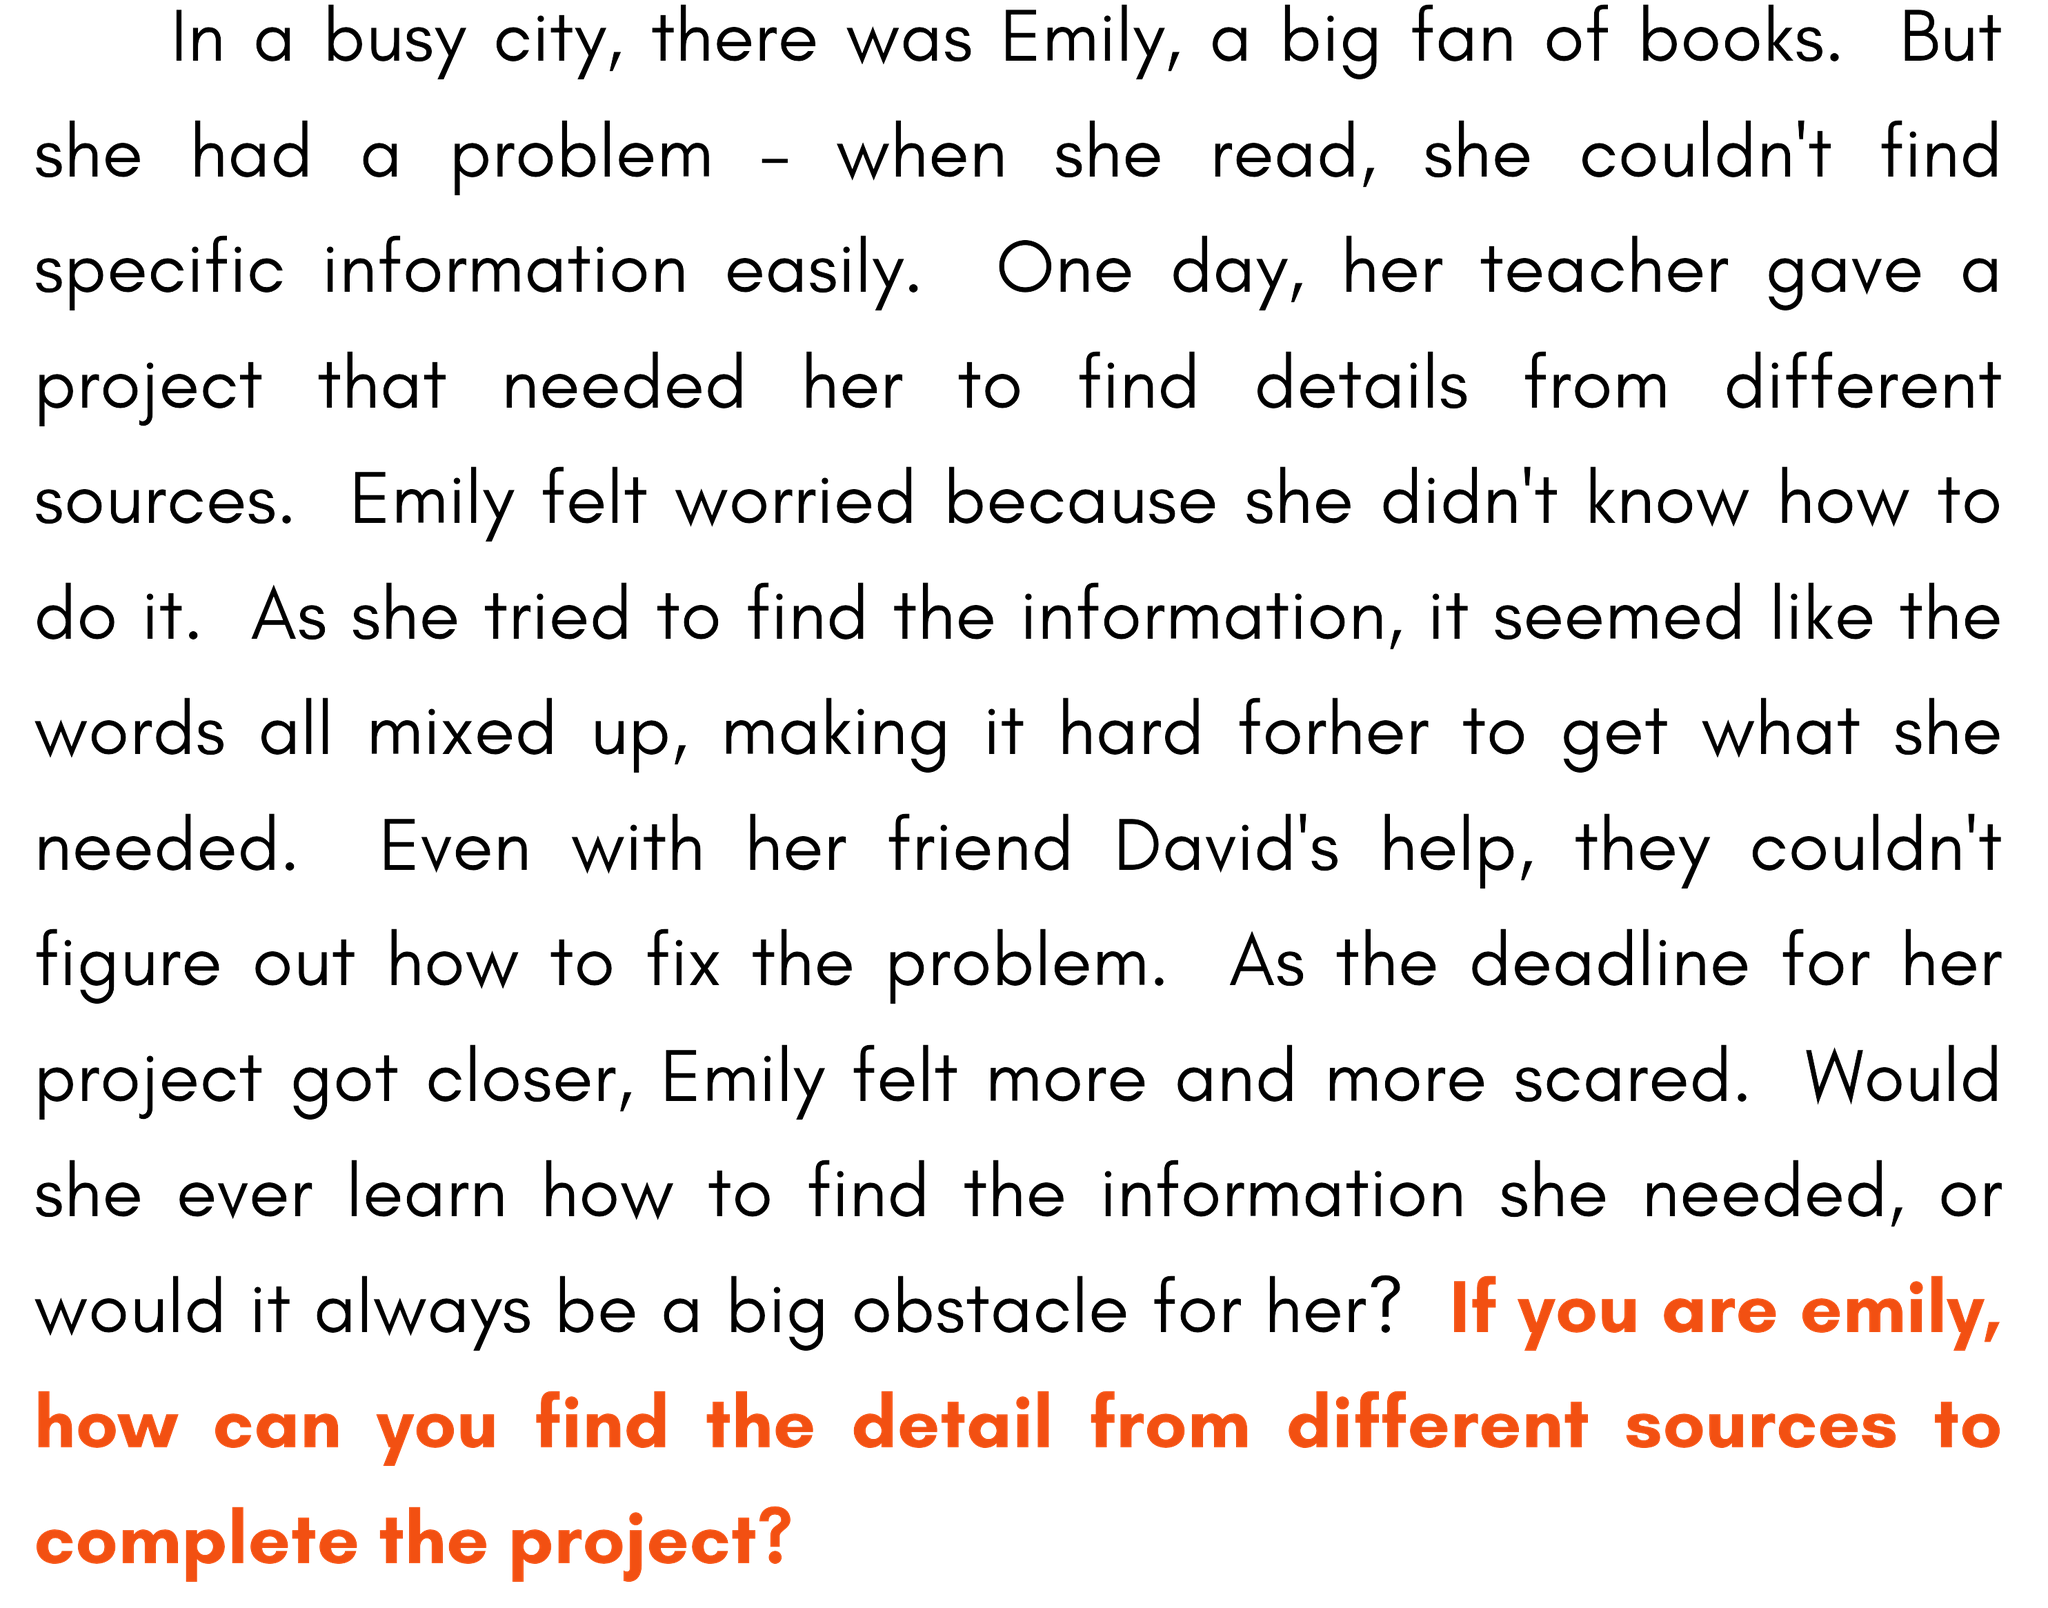 In a busy city, there was Emily, a big fan of books. But
she had a problem – when she read, she couldn't find
specific information easily. One day, her teacher gave a
project that needed her to find details from different
sources. Emily felt worried because she didn't know how to
do it. As she tried to find the information, it seemed like the
words all mixed up, making it hard forher to get what she
needed. Even with her friend David's help, they couldn't
figure out how to fix the problem. As the deadline for her
project got closer, Emily felt more and more scared. Would
she ever learn how to find the information she needed, or
would it always be a big obstacle for her? If you are emily,
how can you find the detail from different sources to
complete the project?